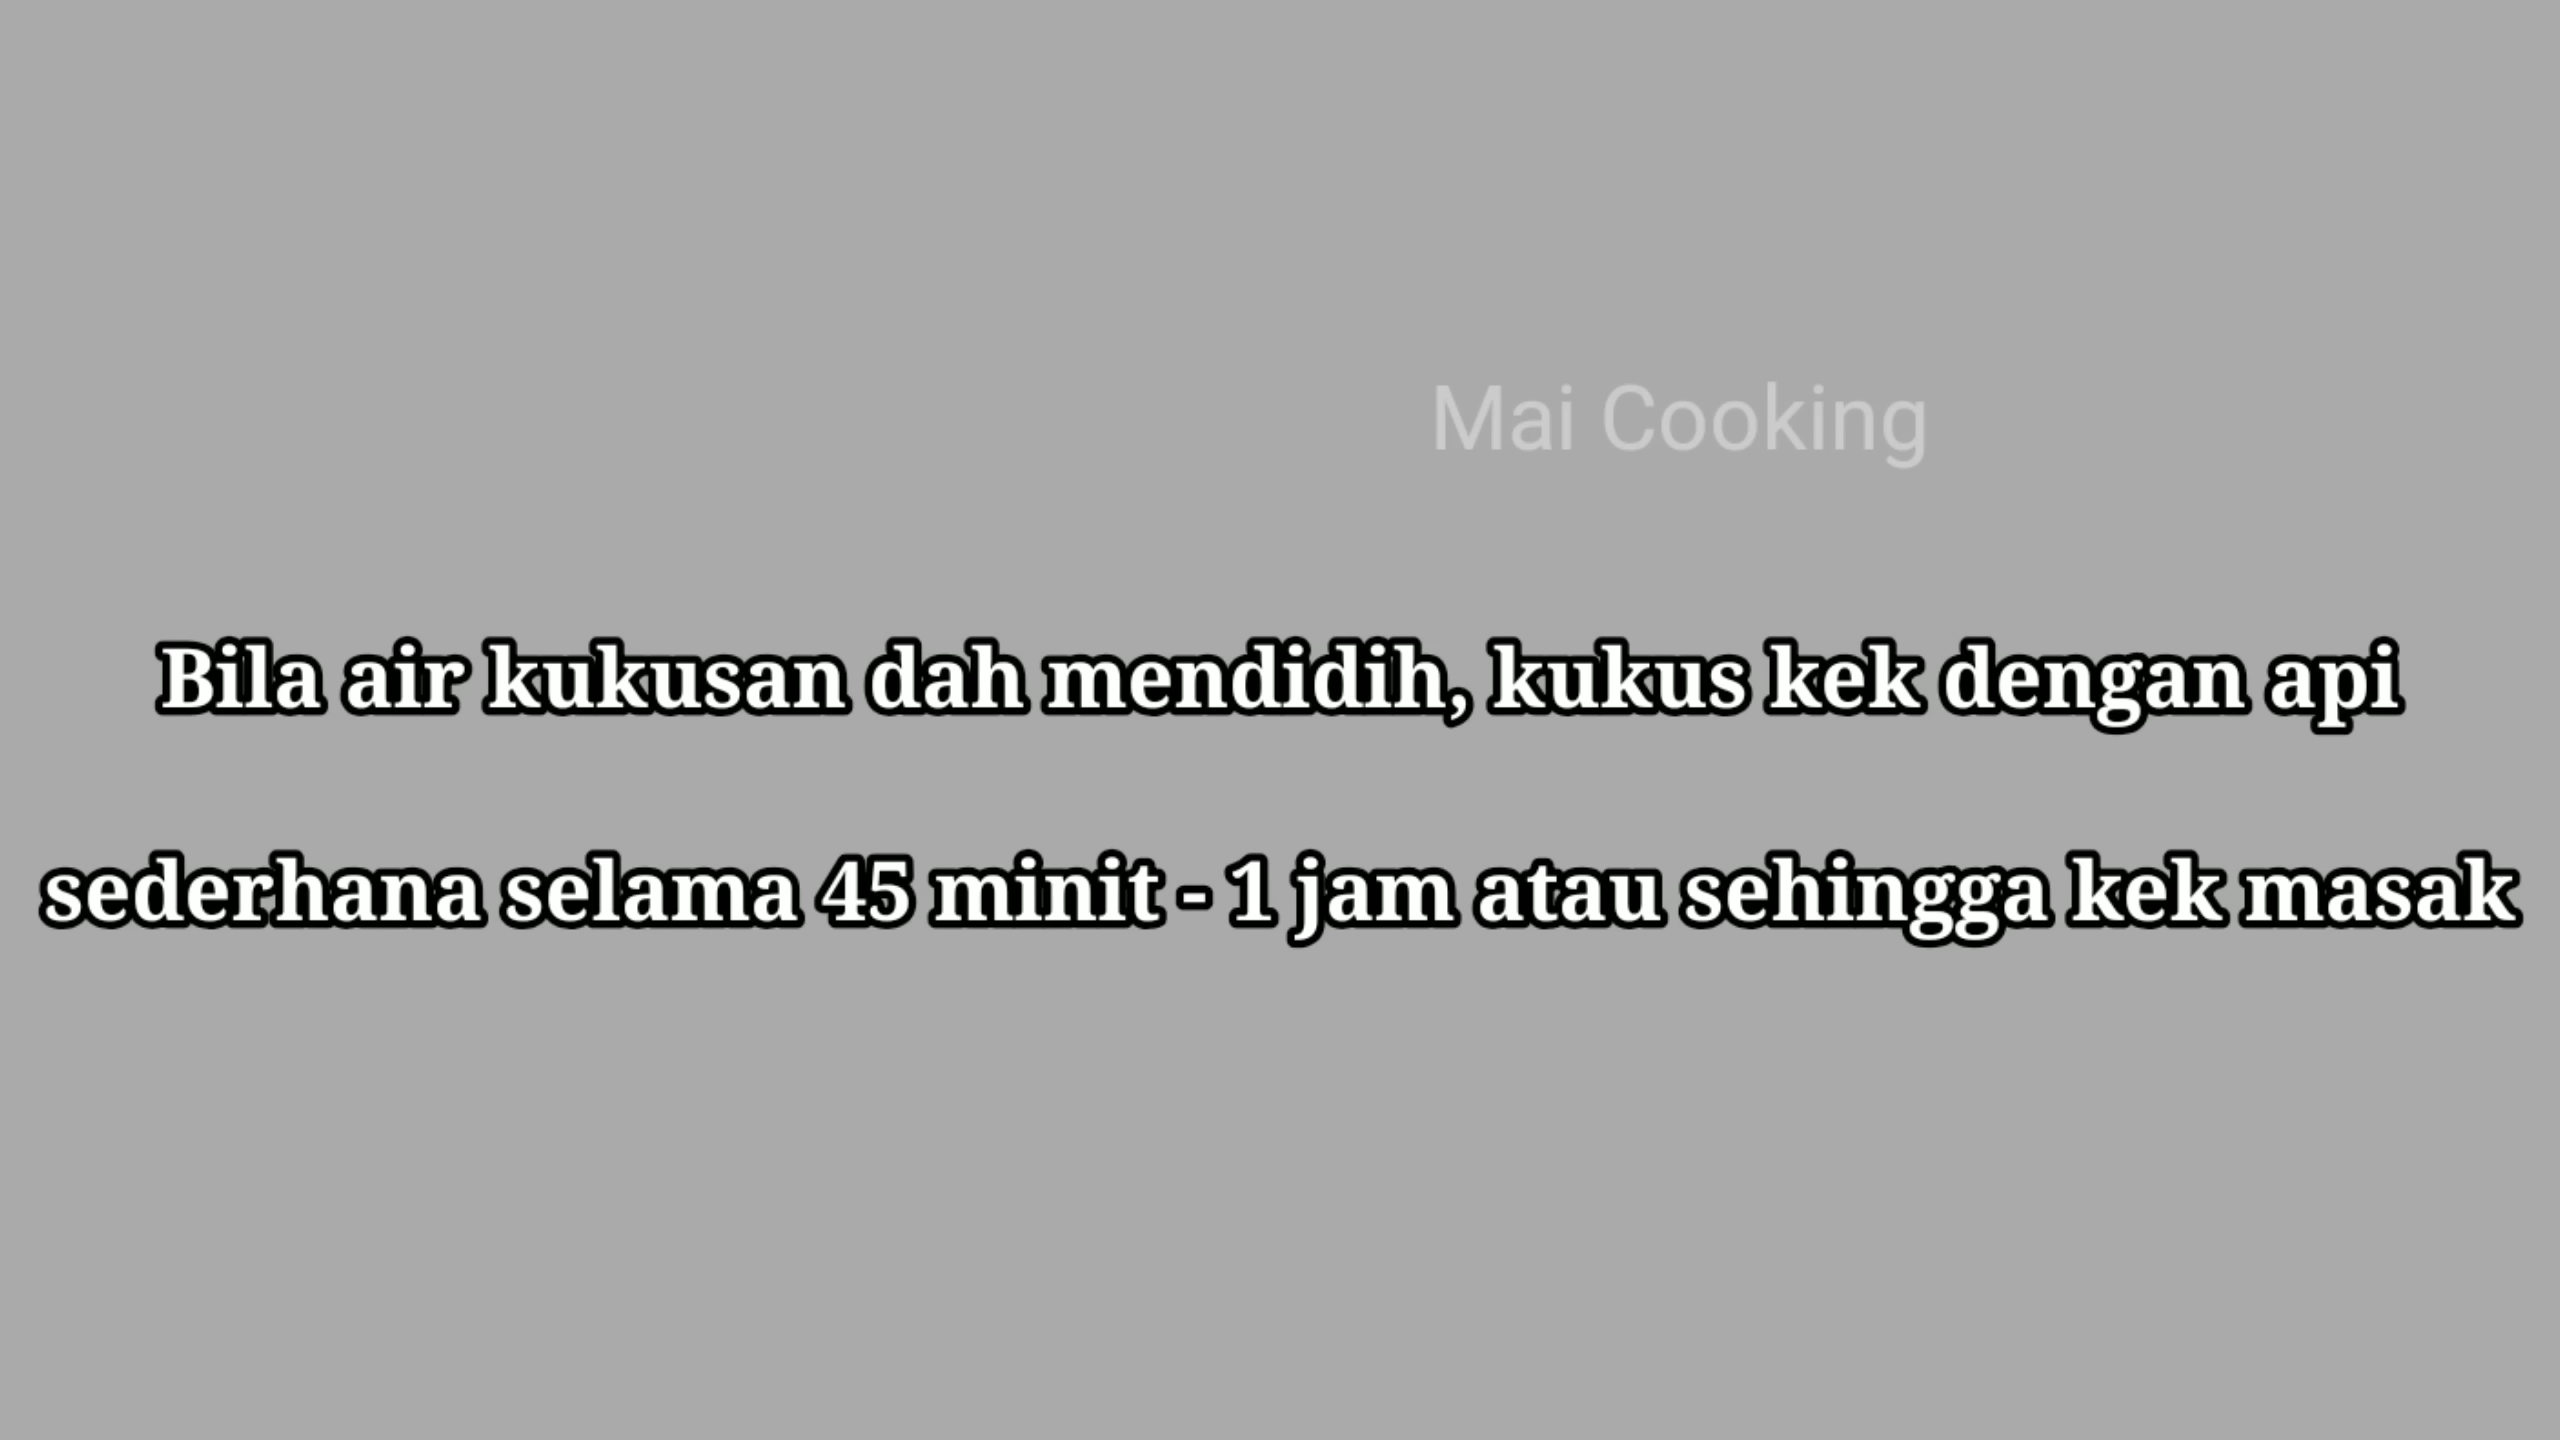 Mai Cooking
Bila air kukusan dah mendidih, kukus kek dengan api
sederhana selama 45 minit - 1 jam atau sehingga kek masak